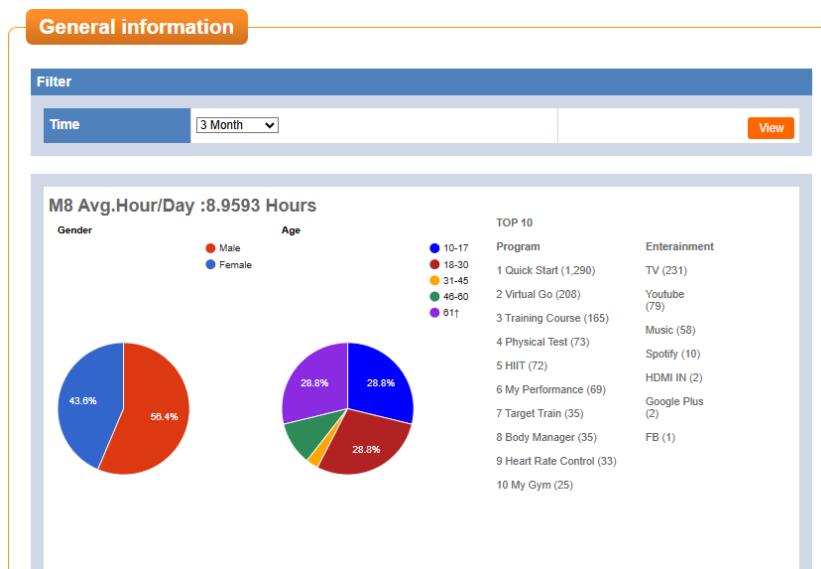 General information
Filter
Time
3 Month
View
M8 Avg.Hour/Day :8.9593 Hours
Gender
Male
Female
43.6%
56.4%
Age
10-17
18-30
31-45
46-60
61↑
28.8%
28.8%
28.8%
TOP 10
Program
1 Quick Start (1,290)
2 Virtual Go (208)
3 Training Course (165)
4 Physical Test (73)
5 HIIT (72)
6 My Performance (69)
7 Target Train (35)
8 Body Manager (35)
9 Heart Rate Control (33)
10 My Gym (25)
Enterainment
TV (231)
Youtube
(79)
Music (58)
Spotify (10)
HDMI IN (2)
Google Plus
(2)
FB (1)